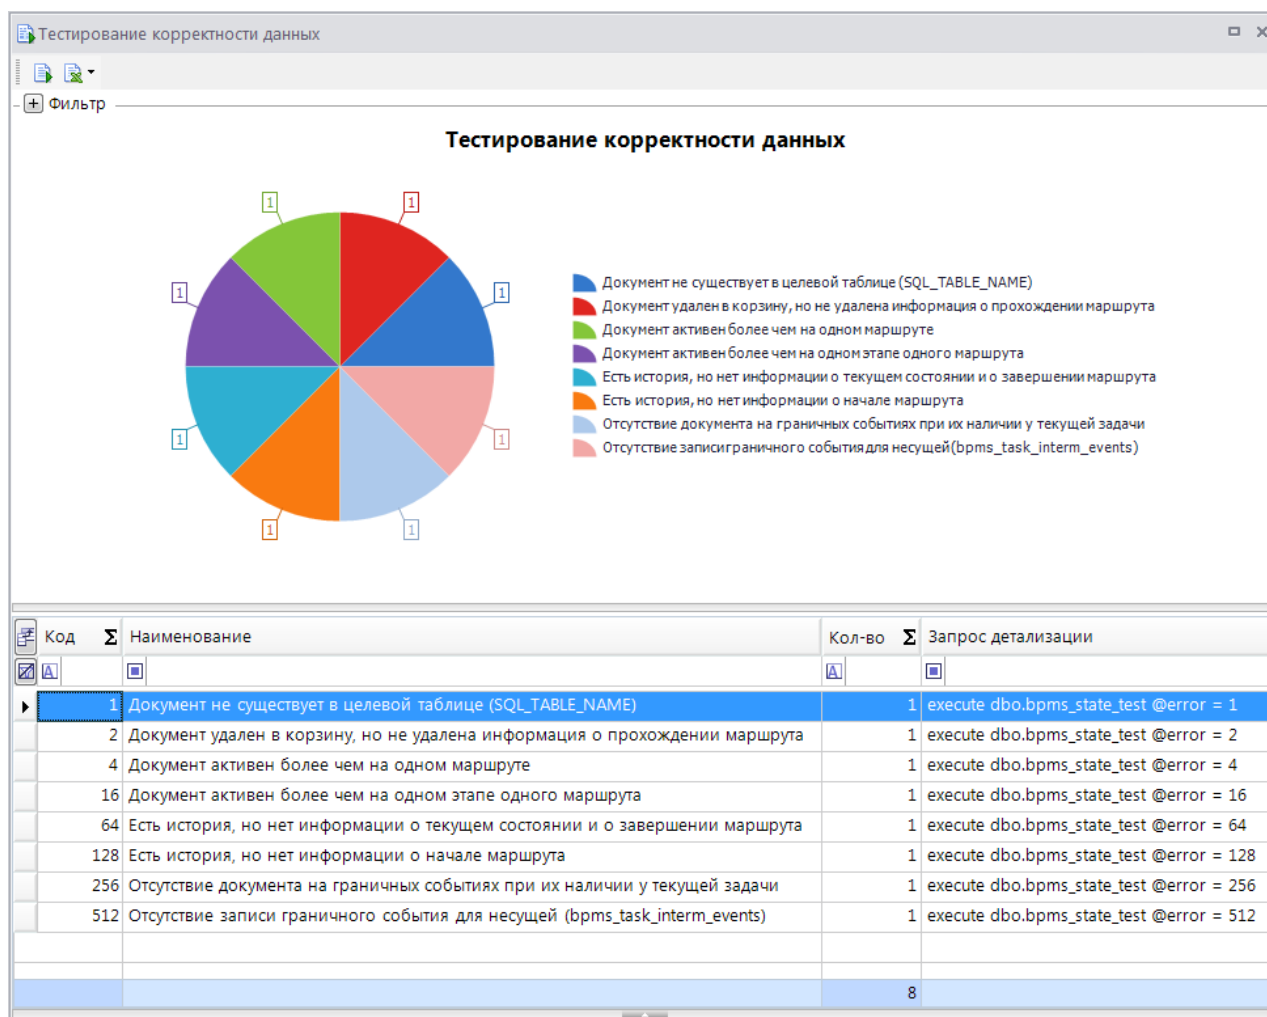 Тестирование корректности данных
Фильтр
Тестирование корректности данных
1 1
1 1
1 1
1 1
Документ не существует в целевой таблице (SQL_TABLE_NAME)
Документ удален в корзину, но не удалена информация о прохождении маршрута
Документ активен более чем на одном маршруте
Документ активен более чем на одном этапе одного маршрута
Есть история, но нет информации о текущем состоянии и о завершении маршрута
Есть история, но нет информации о начале маршрута
Отсутствие документа на граничных событиях при их наличии у текущей задачи
Отсутствие записи граничного события для несущей (bpms_task_interm_events)
Код Σ Наименование Кол-во Σ Запрос детализации
A A
1 Документ не существует в целевой таблице (SQL_TABLE_NAME) 1 execute dbo.bpms_state_test @error = 1
2 Документ удален в корзину, но не удалена информация о прохождении маршрута 1 execute dbo.bpms_state_test @error = 2
4 Документ активен более чем на одном маршруте 1 execute dbo.bpms_state_test @error = 4
16 Документ активен более чем на одном этапе одного маршрута 1 execute dbo.bpms_state_test @error = 16
64 Есть история, но нет информации о текущем состоянии и о завершении маршрута 1 execute dbo.bpms_state_test @error = 64
128 Есть история, но нет информации о начале маршрута 1 execute dbo.bpms_state_test @error = 128
256 Отсутствие документа на граничных событиях при их наличии у текущей задачи 1 execute dbo.bpms_state_test @error = 256
512 Отсутствие записи граничного события для несущей (bpms_task_interm_events) 1 execute dbo.bpms_state_test @error = 512
8